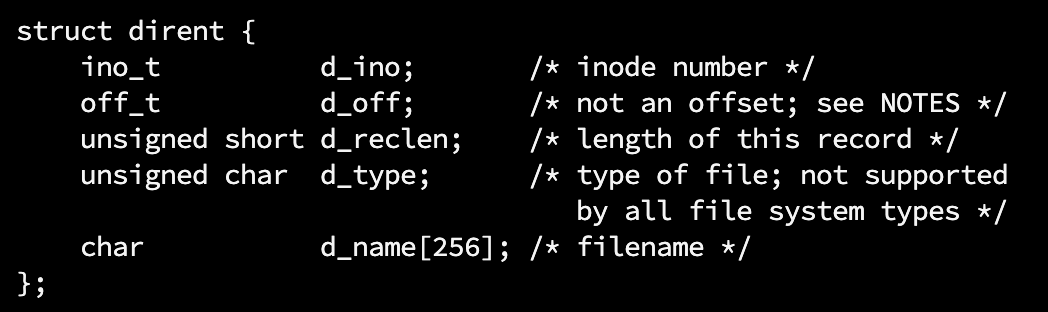 struct dirent {
    ino_t          d_ino;       /* inode number */
    off_t          d_off;       /* not an offset; see NOTES */
    unsigned short d_reclen;    /* length of this record */
    unsigned char  d_type;      /* type of file; not supported
                                   by all file system types */
    char           d_name[256]; /* filename */
};